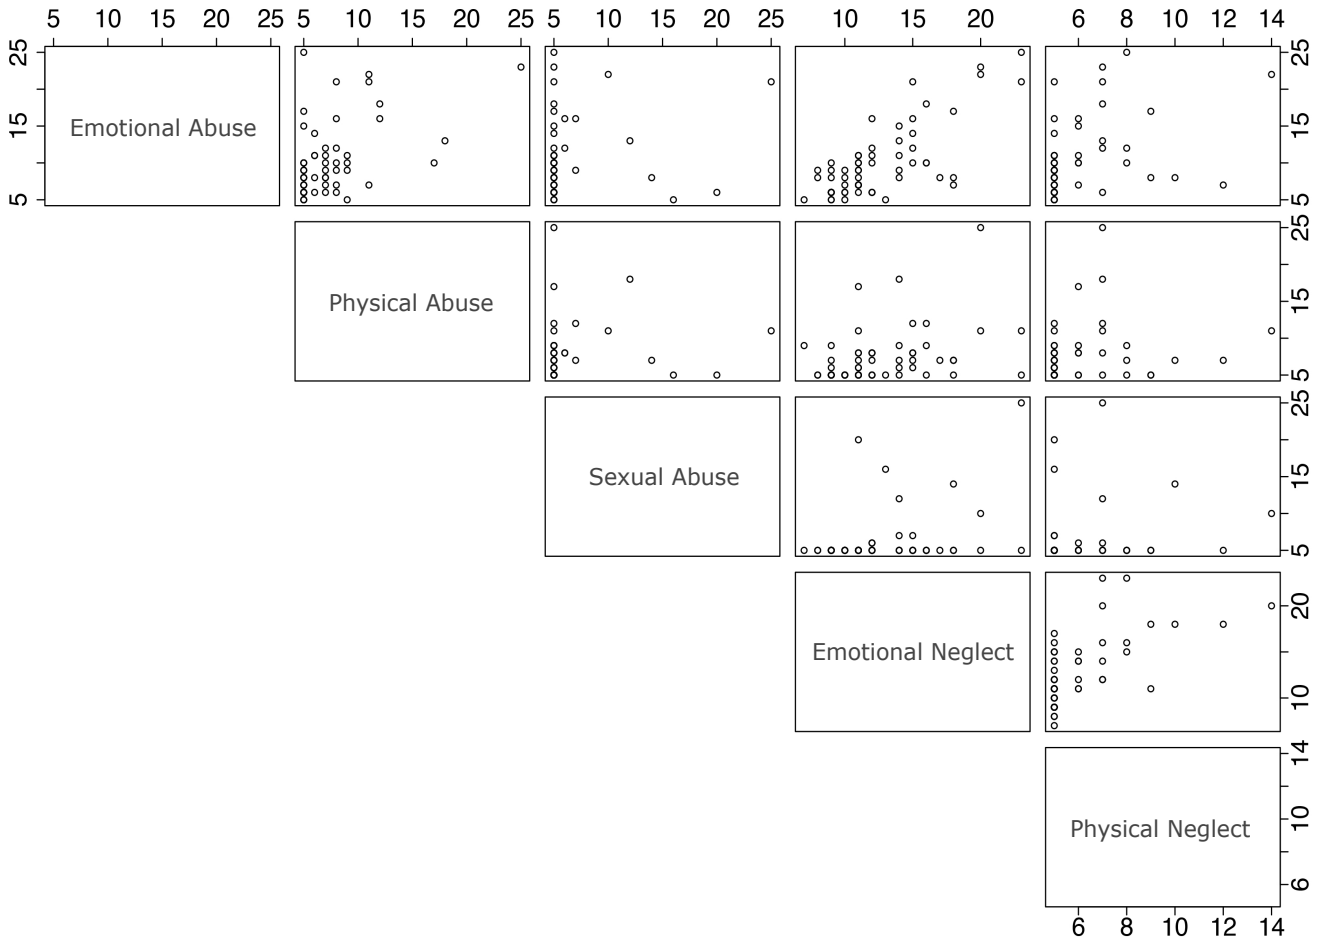 5 10 15 20 25 5 10 15 20 25 5 10 15 20 25 10 15 20 6 8 10 12 14
5 15 25 Emotional Abuse 5 15 25
Physical Abuse 5 15 25
Sexual Abuse 5 15 25
Emotional Neglect 10 20
Physical Neglect 6 10 14
6 8 10 12 14